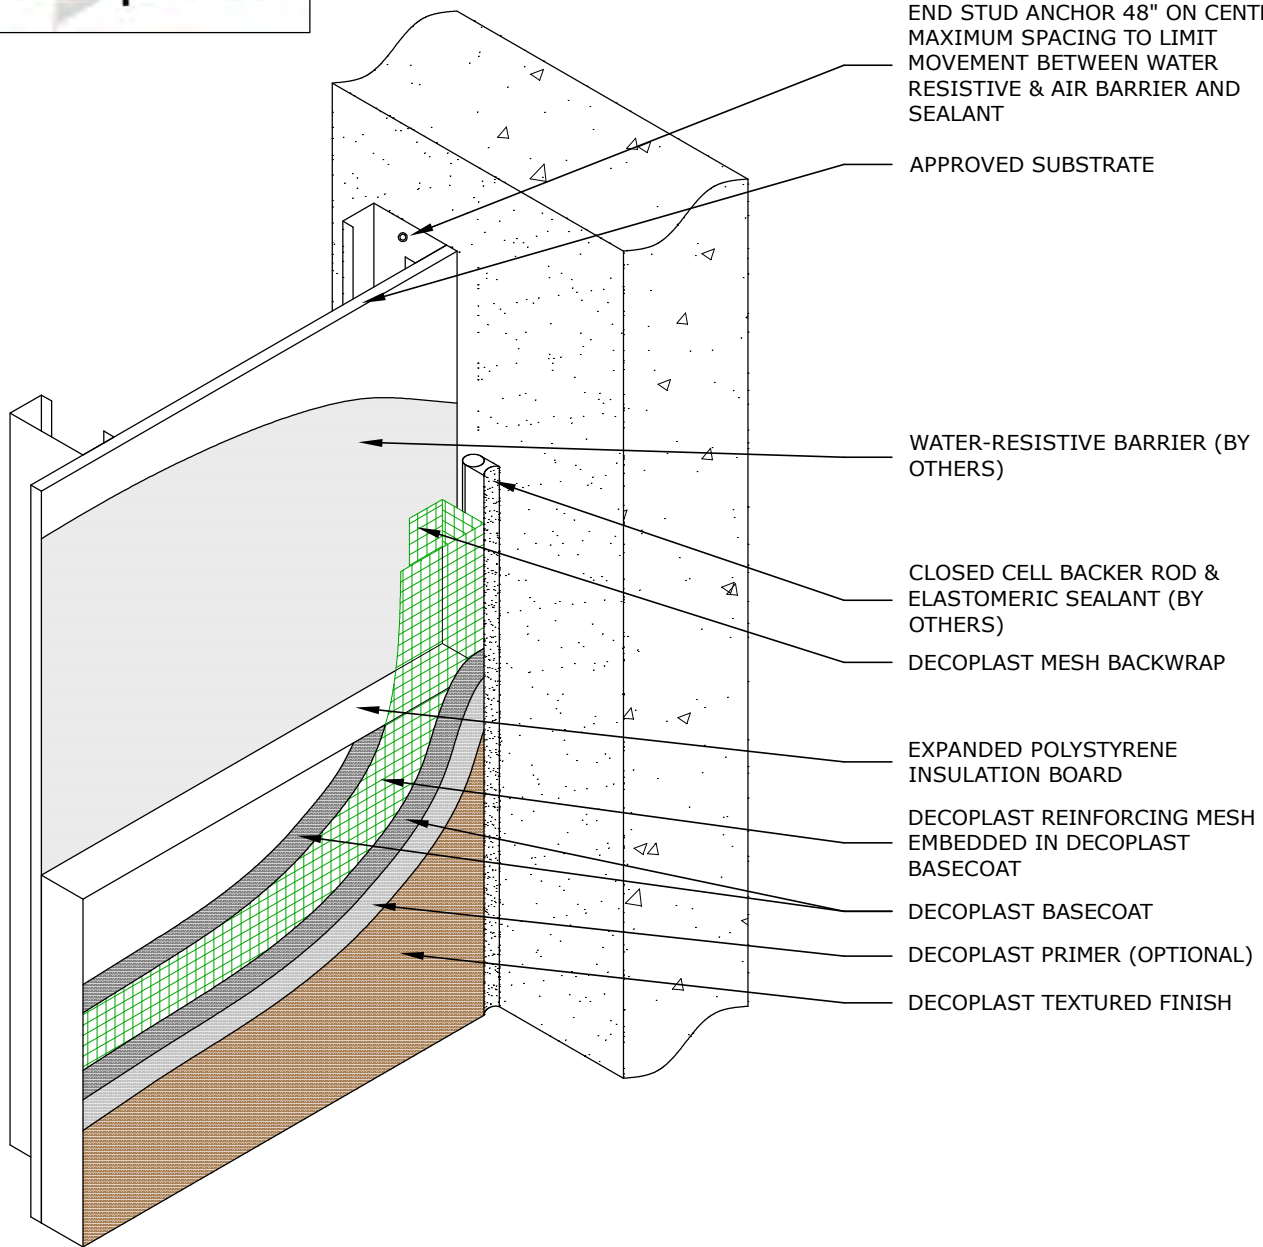 END STUD ANCHOR 48" ON
MAXIMUM SPACING TO LIMIT
MOVEMENT BETWEEN WATER
RESISTIVE & AIR BARRIER AND
SEALANT
APPROVED SUBSTRATE
WATER-RESISTIVE BARRIER (BY
OTHERS)
CLOSED CELL BACKER ROD &
ELASTOMERIC SEALANT (BY
OTHERS)
DECOPLAST MESH BACKWRAP
EXPANDED POLYSTYRENE
INSULATION BOARD
DECOPLAST REINFORCING MESH
EMBEDDED IN DECOPLAST
BASECOAT
DECOPLAST BASECOAT
DECOPLAST PRIMER (OPTIONAL)
DECOPLAST TEXTURED FINISH